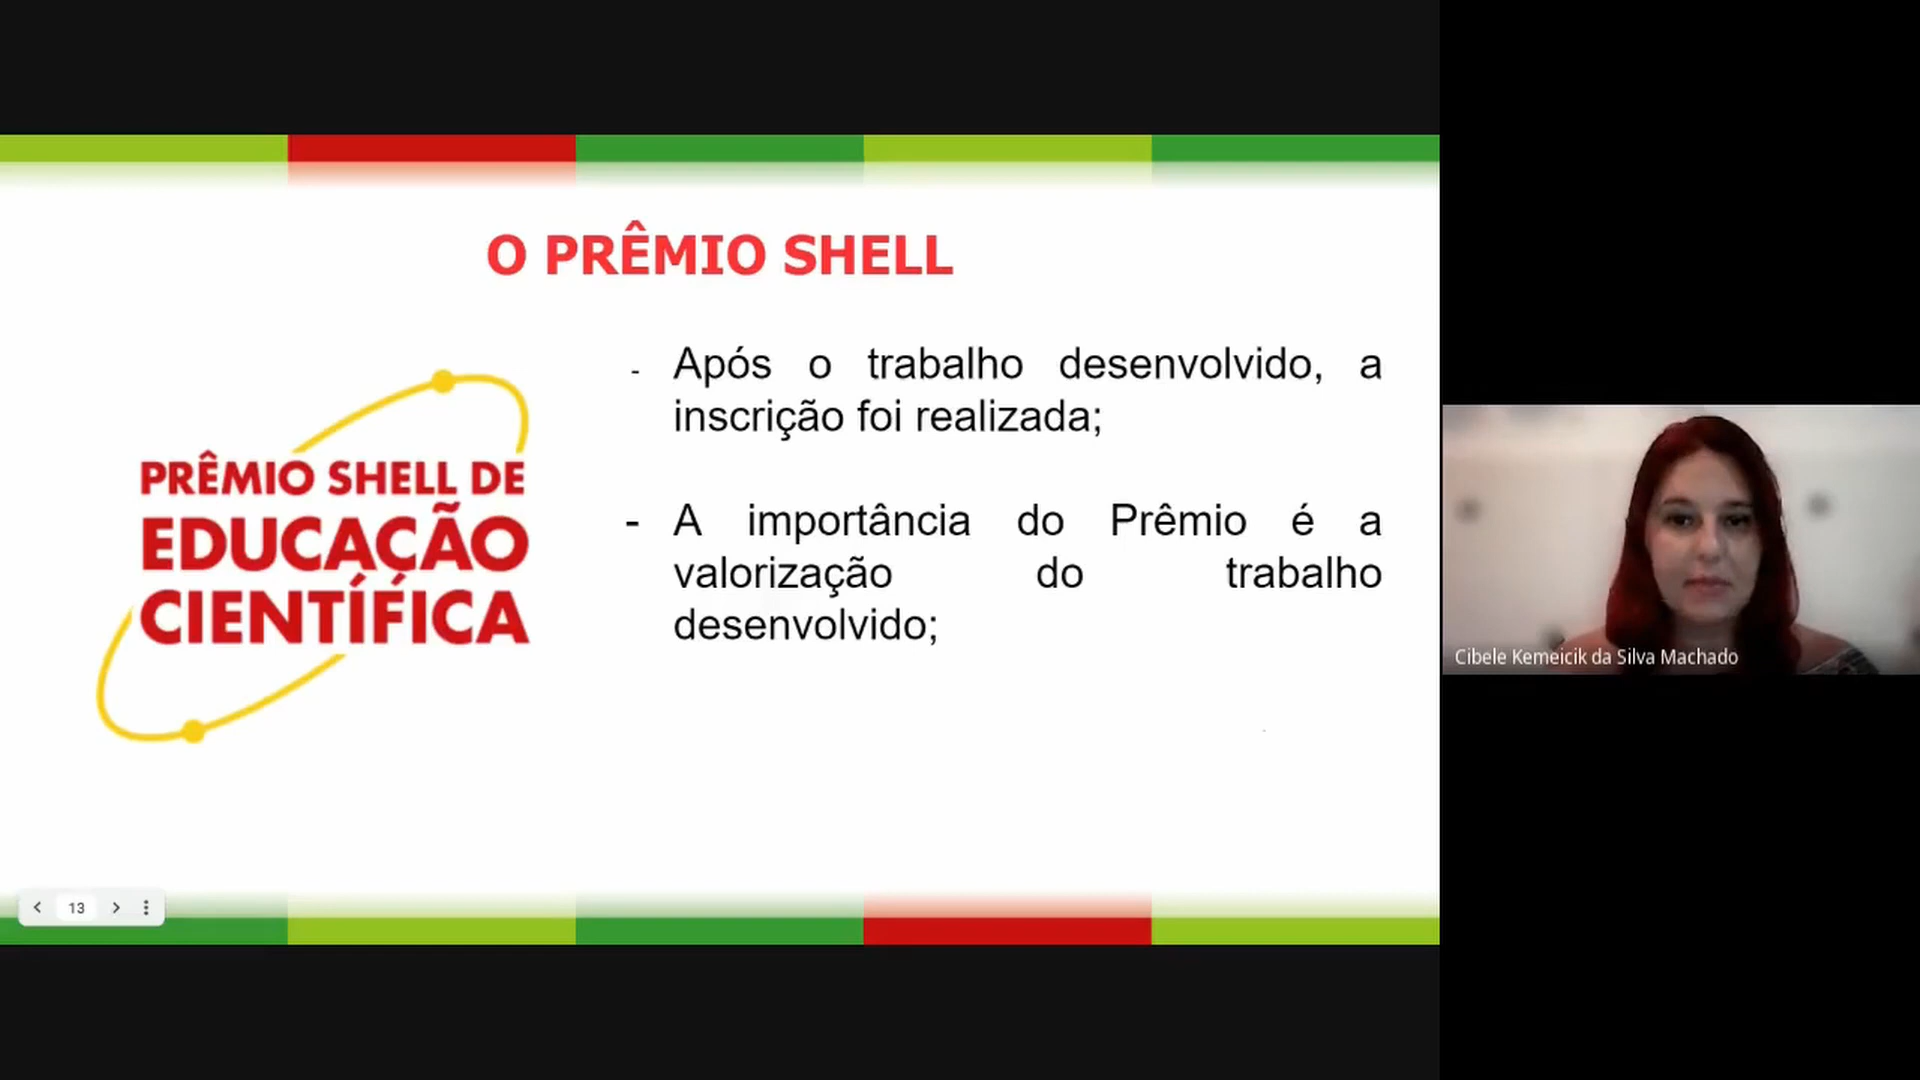 O PRÊMIO SHELL
PRÊMIO SHELL DE
EDUCAÇÃO
CIENTÍFICA
- Após o trabalho desenvolvido, a
inscrição foi realizada;
- A importância do Prêmio é a
valorização do trabalho
desenvolvido;
Cibele Kemeicik da Silva Machado
13